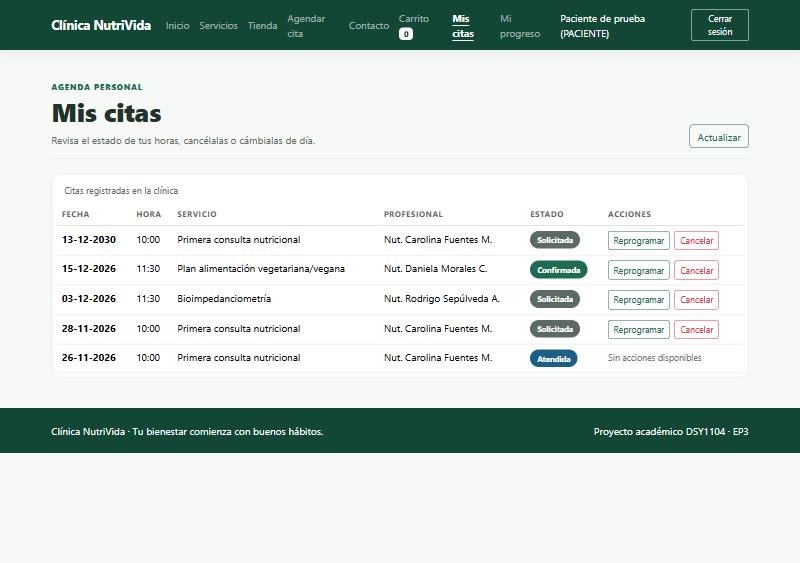 Clínica NutriVida Inicio Servicios Tienda Agendar cita Contacto Carrito 0 Mis citas Mi progreso Paciente de prueba (PACIENTE) Cerrar sesión
AGENDA PERSONAL
Mis citas
Revisa el estado de tus horas, cancélalas o cámbialas de día.
Actualizar
Citas registradas en la clínica
FECHA HORA SERVICIO PROFESIONAL ESTADO ACCIONES
13-12-2030 10:00 Primera consulta nutricional Nut. Carolina Fuentes M. Solicitada Reprogramar Cancelar
15-12-2026 11:30 Plan alimentación vegetariana/vegana Nut. Daniela Morales C. Confirmada Reprogramar Cancelar
03-12-2026 11:30 Bioimpedanciometría Nut. Rodrigo Sepúlveda A. Solicitada Reprogramar Cancelar
28-11-2026 10:00 Primera consulta nutricional Nut. Carolina Fuentes M. Solicitada Reprogramar Cancelar
26-11-2026 10:00 Primera consulta nutricional Nut. Carolina Fuentes M. Atendida Sin acciones disponibles
Clínica NutriVida · Tu bienestar comienza con buenos hábitos. Proyecto académico DSY1104 · EP3